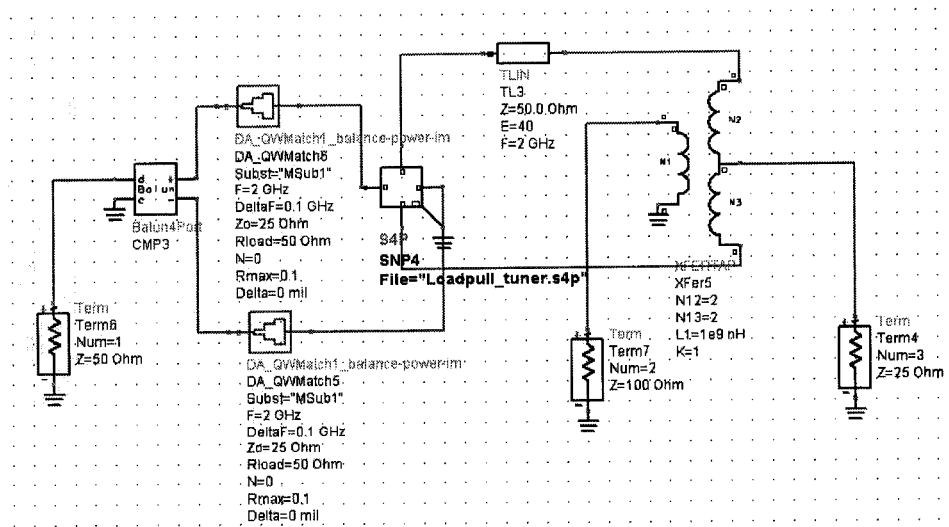 TLIN
TL3
Z=50.0 Ohm
E=40
F=2 GHz
DA_QWMatch1_balance-power-im
DA_QWMatch6
Subst="MSub1"
F=2 GHz
DeltaF=0.1 GHz
Zo=25 Ohm
Rload=50 Ohm
N=0
Rmax=0.1
Delta=0 mil
d
Balun
c
+
-
Balun4Port
CMP3
S4P
SNP4
File="Loadpull_tuner.s4p"
N1
N2
N3
XFERTAP
XFer5
N12=2
N13=2
L1=1e9 nH
K=1
Term
Term6
Num=1
Z=50 Ohm
Term
Term7
Num=2
Z=100 Ohm
Term
Term4
Num=3
Z=25 Ohm
DA_QWMatch1_balance-power-im
DA_QWMatch5
Subst="MSub1"
F=2 GHz
DeltaF=0.1 GHz
Zo=25 Ohm
Rload=50 Ohm
N=0
Rmax=0.1
Delta=0 mil